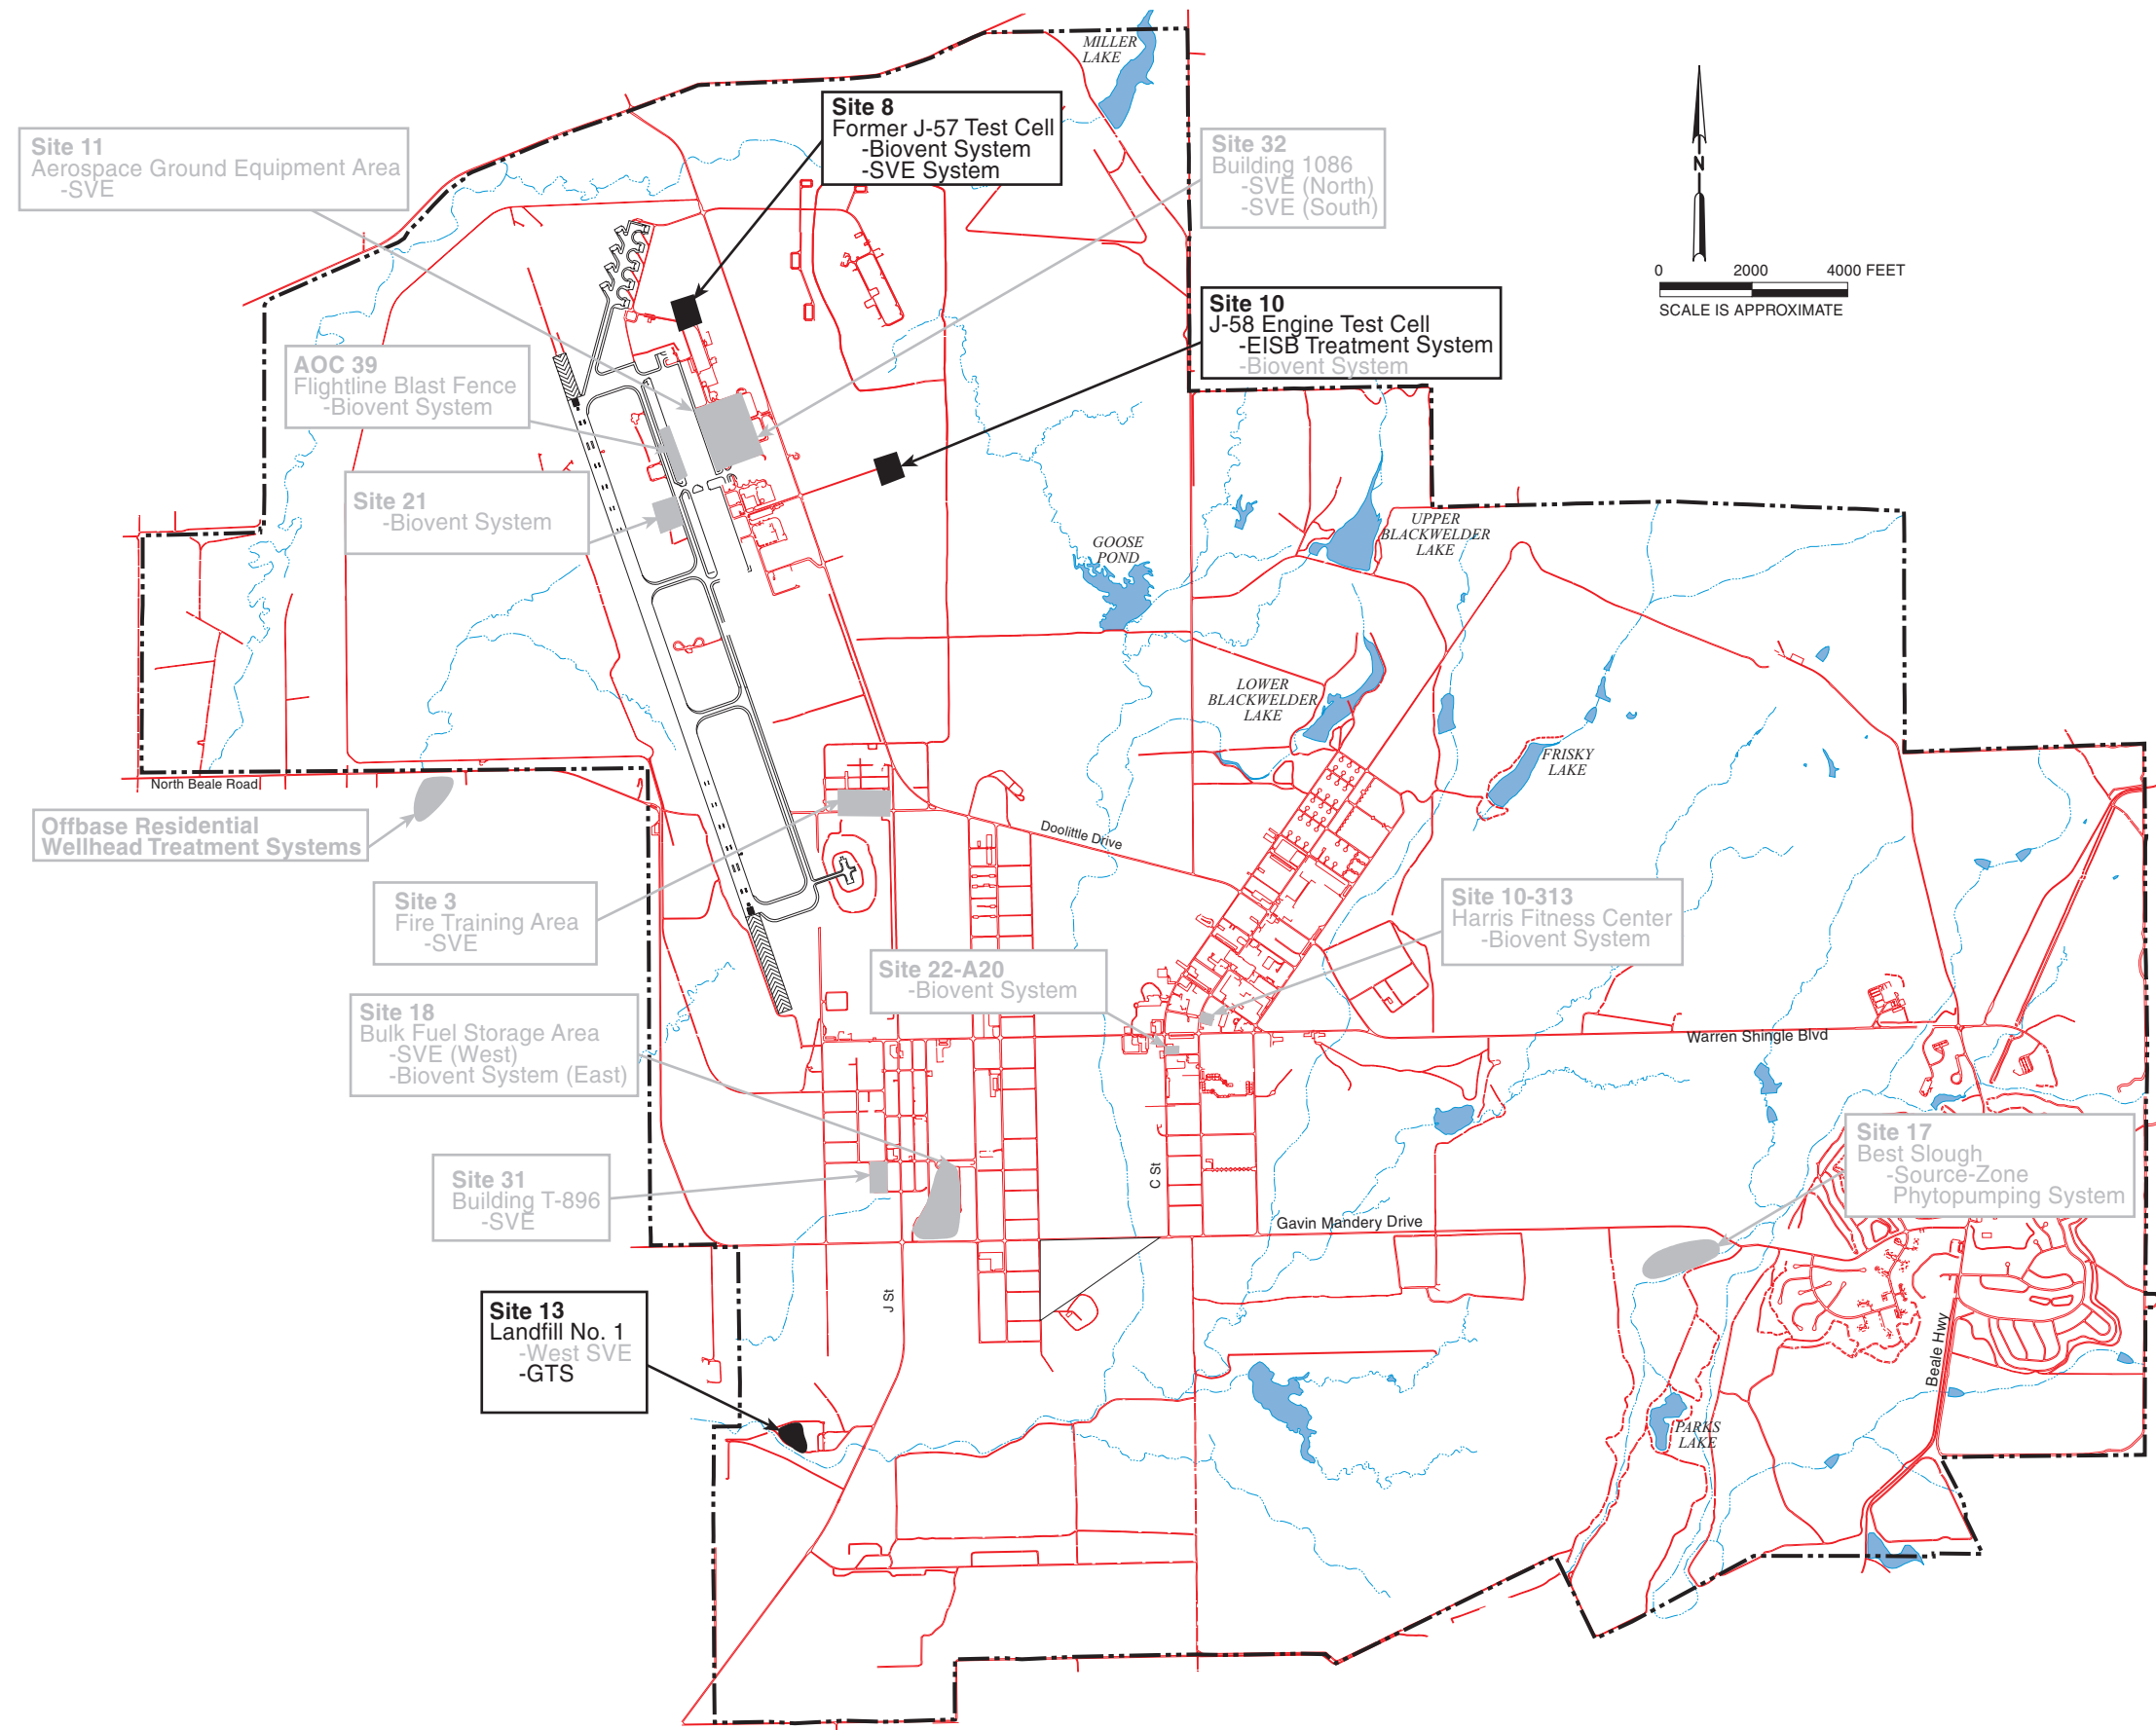 MILLER
LAKE
Site 8
Former J-57 Test Cell
-Biovent System
-SVE System
Site 11
Aerospace Ground Equipment Area
-SVE
Site 32
Building 1086
-SVE (North)
-SVE (South)
N
0 2000 4000 FEET
SCALE IS APPROXIMATE
Site 10
J-58 Engine Test Cell
-EISB Treatment System
-Biovent System
AOC 39
Flightline Blast Fence
-Biovent System
Site 21
-Biovent System
UPPER
BLACKWELDER
LAKE
GOOSE
POND
LOWER
BLACKWELDER
LAKE
FRISKY
LAKE
North Beale Road
Offbase Residential
Wellhead Treatment Systems
Doolittle Drive
Site 3
Fire Training Area
-SVE
Site 10-313
Harris Fitness Center
-Biovent System
Site 22-A20
-Biovent System
Site 18
Bulk Fuel Storage Area
-SVE (West)
-Biovent System (East)
Warren Shingle Blvd
Site 17
Best Slough
-Source-Zone
Phytopumping System
Site 31
Building T-896
-SVE
C St
Gavin Mandery Drive
J St
Site 13
Landfill No. 1
-West SVE
-GTS
Beale Hwy
PARKS
LAKE